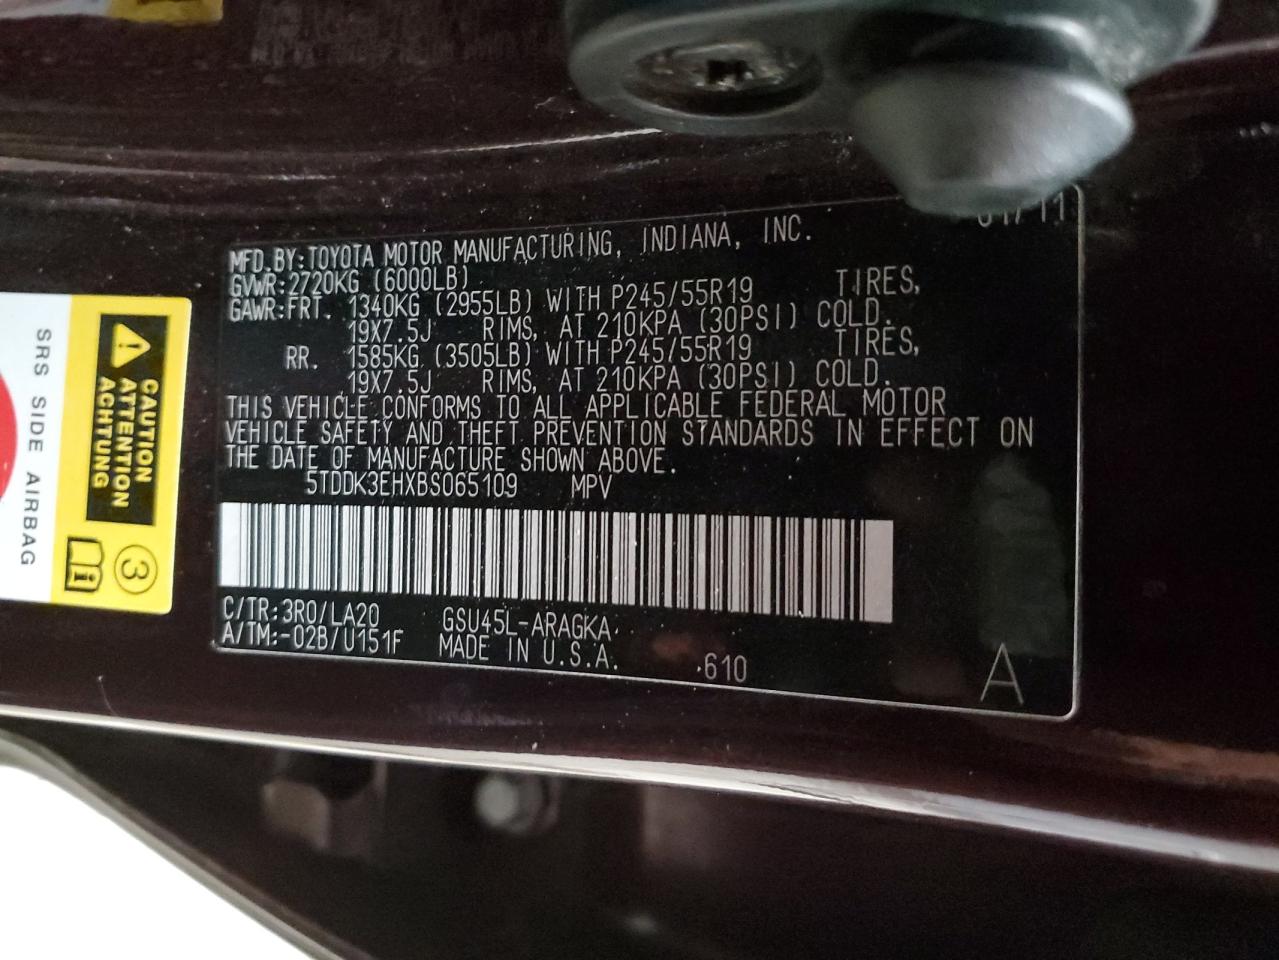 MFD.BY:TOYOTA MOTOR MANUFACTURING, INDIANA, INC.
GVWR:2720KG (6000LB)
GAWR:FRT. 1340KG (2955LB) WITH P245/55R19 TIRES,
19X7.5J RIMS, AT 210KPA (30PSI) COLD.
RR. 1585KG (3505LB) WITH P245/55R19 TIRES,
19X7.5J RIMS, AT 210KPA (30PSI) COLD.
THIS VEHICLE CONFORMS TO ALL APPLICABLE FEDERAL MOTOR
VEHICLE SAFETY AND THEFT PREVENTION STANDARDS IN EFFECT ON
THE DATE OF MANUFACTURE SHOWN ABOVE.
5TDDK3EHXBS065109 MPV
C/TR:3R0/LA20 GSU45L-ARAGKA
A/TM:-02B/U151F MADE IN U.S.A.
610
A
SRS SIDE AIRBAG
CAUTION
ATTENTION
ACHTUNG
3